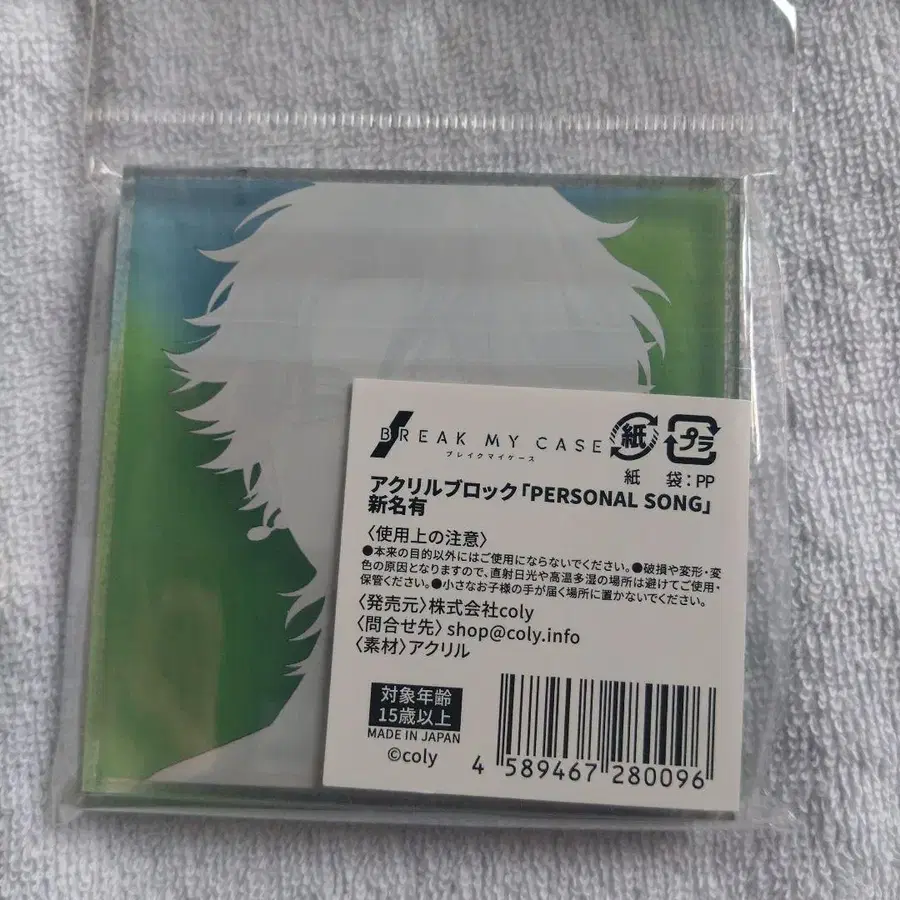 BREAK MY CASE
ブレイクマイケース
紙 プラ
紙 袋：PP
アクリルブロック「PERSONAL SONG」
新名有
〈使用上の注意〉
●本来の目的以外にはご使用にならないでください。●破損や変形・変
色の原因となりますので、直射日光や高温多湿の場所は避けてご使用・
保管ください。●小さなお子様の手が届く場所に置かないでください。
〈発売元〉株式会社coly
〈問合せ先〉shop@coly.info
〈素材〉アクリル
対象年齢
15歳以上
MADE IN JAPAN
©coly
4 589467 280096